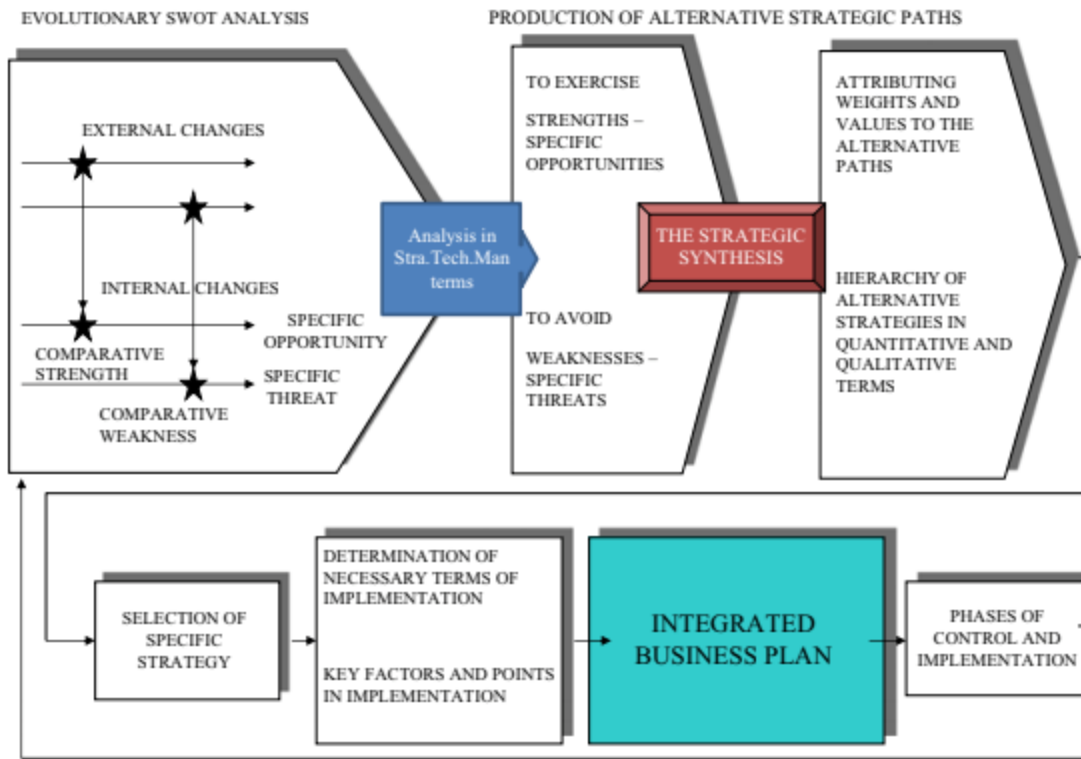 EVOLUTIONARY SWOT ANALYSIS
PRODUCTION OF ALTERNATIVE STRATEGIC PATHS
EXTERNAL CHANGES
INTERNAL CHANGES
SPECIFIC
OPPORTUNITY
COMPARATIVE
STRENGTH
SPECIFIC
THREAT
COMPARATIVE
WEAKNESS
Analysis in
Stra.Tech.Man
terms
TO EXERCISE
STRENGTHS –
SPECIFIC
OPPORTUNITIES
TO AVOID
WEAKNESSES –
SPECIFIC
THREATS
THE STRATEGIC
SYNTHESIS
ATTRIBUTING
WEIGHTS AND
VALUES TO THE
ALTERNATIVE
PATHS
HIERARCHY OF
ALTERNATIVE
STRATEGIES IN
QUANTITATIVE AND
QUALITATIVE
TERMS
SELECTION OF
SPECIFIC
STRATEGY
DETERMINATION OF
NECESSARY TERMS OF
IMPLEMENTATION
KEY FACTORS AND POINTS
IN IMPLEMENTATION
INTEGRATED
BUSINESS PLAN
PHASES OF
CONTROL AND
IMPLEMENTATION